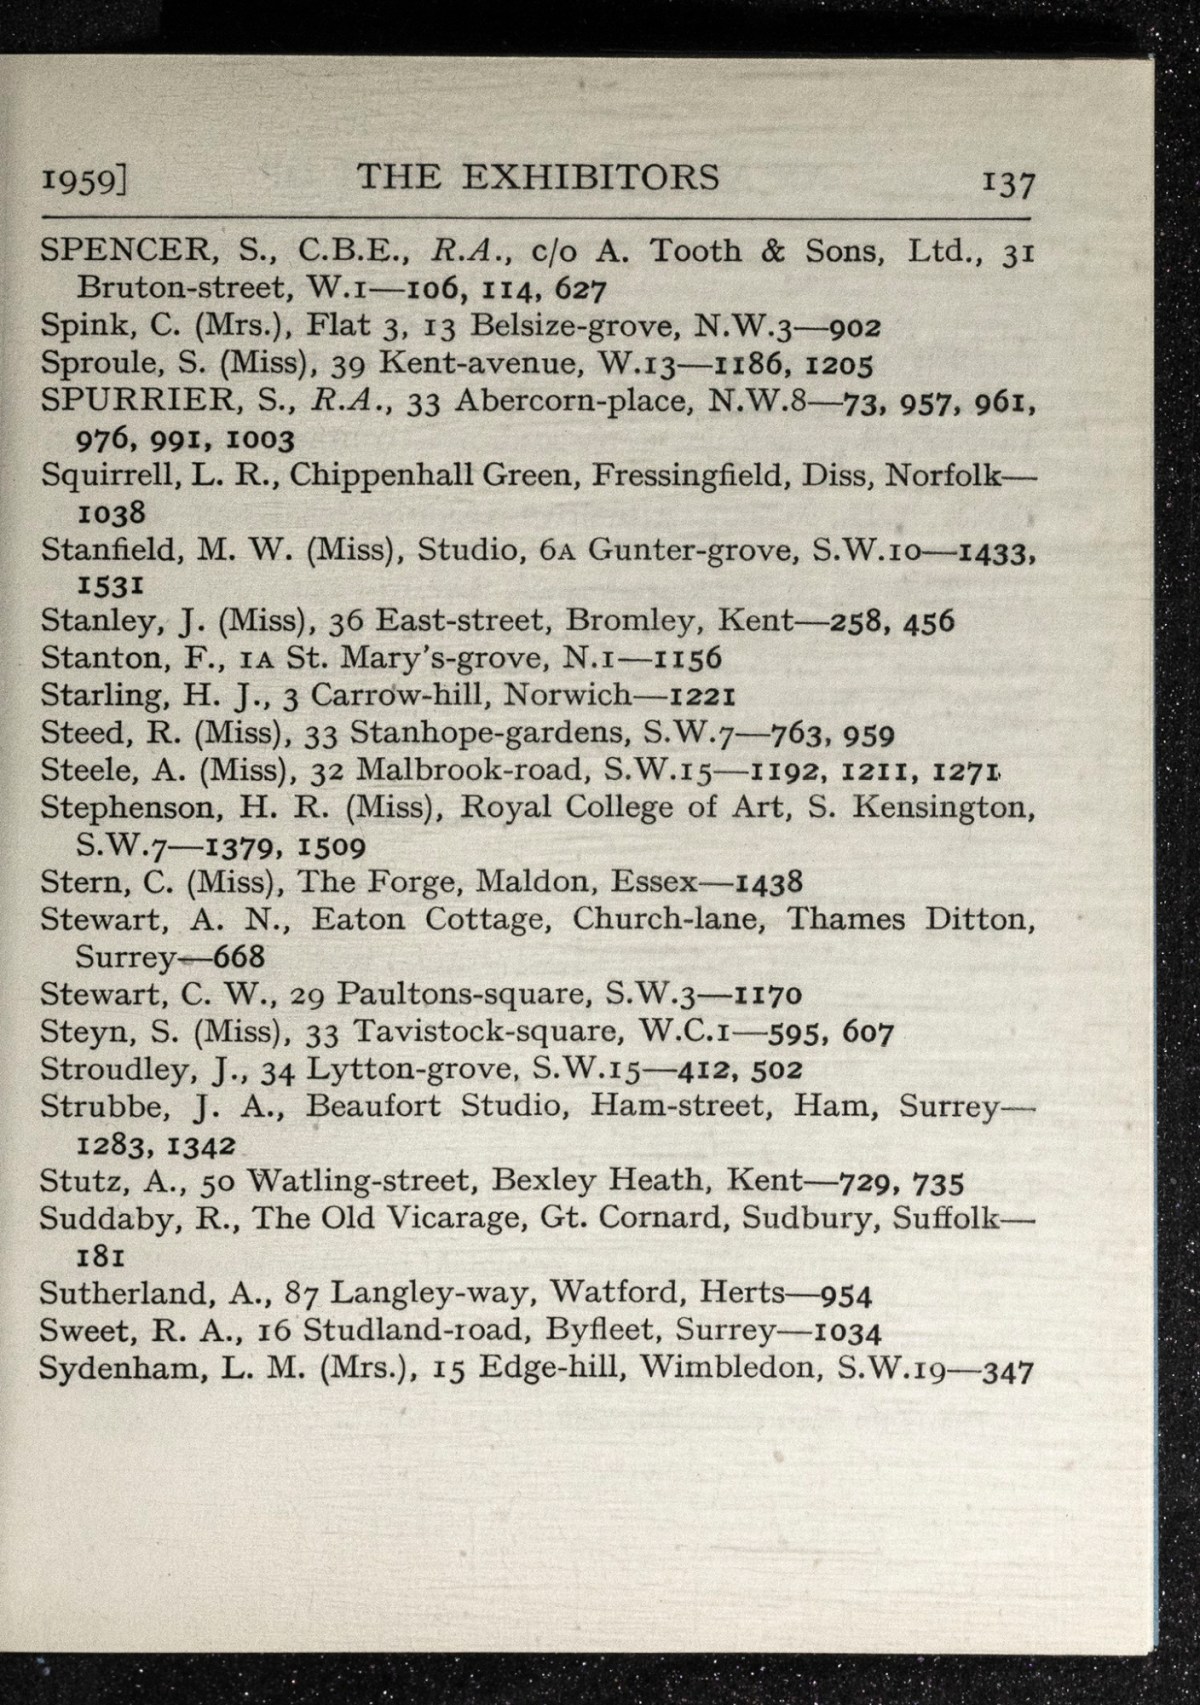 1959] THE EXHIBITORS 137
SPENCER, S., C.B.E., R.A., c/o A. Tooth & Sons, Ltd., 31
Bruton-street, W.1—106, 114, 627
Spink, C. (Mrs.), Flat 3, 13 Belsize-grove, N.W.3—902
Sproule, S. (Miss), 39 Kent-avenue, W.13—1186, 1205
SPURRIER, S., R.A., 33 Abercorn-place, N.W.8—73, 957, 961,
976, 991, 1003
Squirrell, L. R., Chippenhall Green, Fressingfield, Diss, Norfolk—
1038
Stanfield, M. W. (Miss), Studio, 6A Gunter-grove, S.W.10—1433,
1531
Stanley, J. (Miss), 36 East-street, Bromley, Kent—258, 456
Stanton, F., 1A St. Mary's-grove, N.1—1156
Starling, H. J., 3 Carrow-hill, Norwich—1221
Steed, R. (Miss), 33 Stanhope-gardens, S.W.7—763, 959
Steele, A. (Miss), 32 Malbrook-road, S.W.15—1192, 1211, 1271
Stephenson, H. R. (Miss), Royal College of Art, S. Kensington,
S.W.7—1379, 1509
Stern, C. (Miss), The Forge, Maldon, Essex—1438
Stewart, A. N., Eaton Cottage, Church-lane, Thames Ditton,
Surrey—668
Stewart, C. W., 29 Paultons-square, S.W.3—1170
Steyn, S. (Miss), 33 Tavistock-square, W.C.1—595, 607
Stroudley, J., 34 Lytton-grove, S.W.15—412, 502
Strubbe, J. A., Beaufort Studio, Ham-street, Ham, Surrey—
1283, 1342
Stutz, A., 50 Watling-street, Bexley Heath, Kent—729, 735
Suddaby, R., The Old Vicarage, Gt. Cornard, Sudbury, Suffolk—
181
Sutherland, A., 87 Langley-way, Watford, Herts—954
Sweet, R. A., 16 Studland-road, Byfleet, Surrey—1034
Sydenham, L. M. (Mrs.), 15 Edge-hill, Wimbledon, S.W.19—347